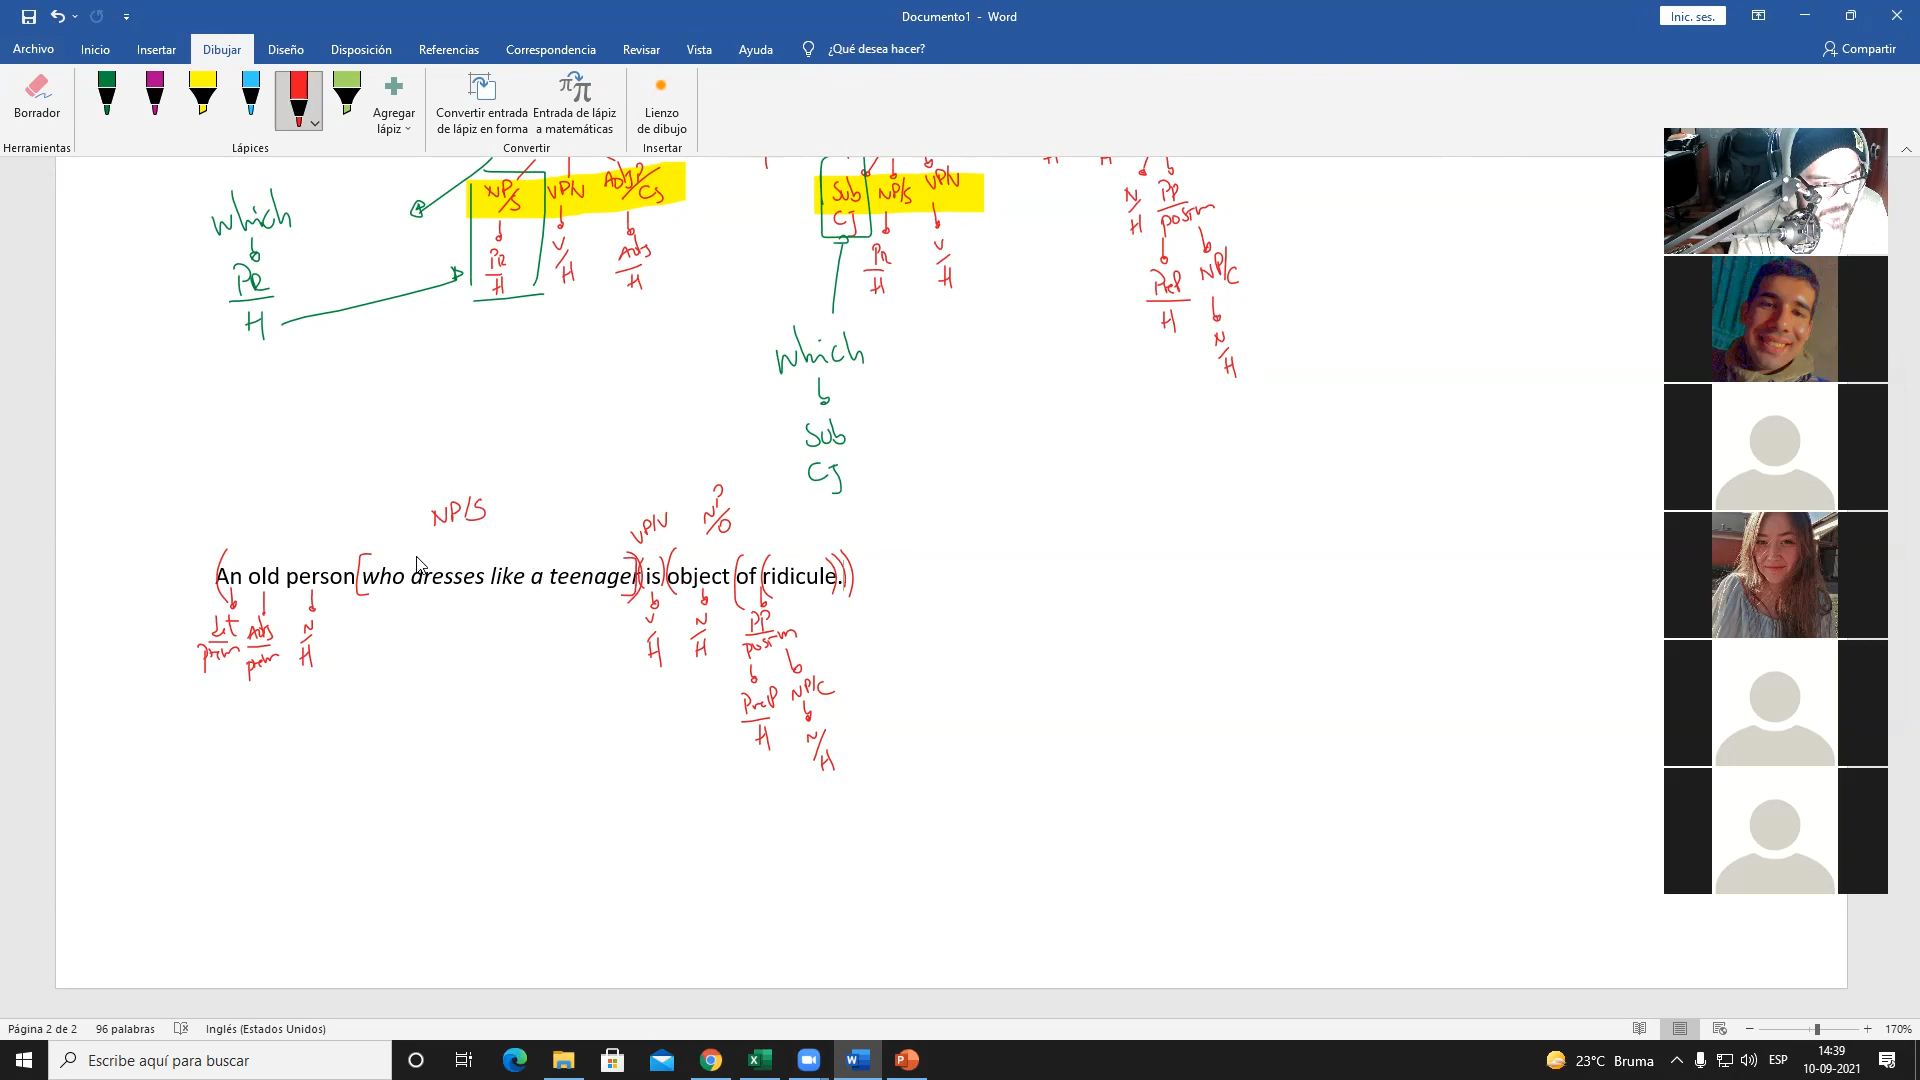 Documento1 - Word
Inic. ses.
Archivo Inicio Insertar Dibujar Diseño Disposición Referencias Correspondencia Revisar Vista Ayuda ¿Qué desea hacer? Compartir
Borrador
Agregar lápiz
Convertir entrada de lápiz en forma
Entrada de lápiz a matemáticas
Lienzo de dibujo
Herramientas Lápices Convertir Insertar
NP/S VPN AdjP/CS
Sub CJ NP/S VPN
N/H PP postm
which
PR
H
PR H
V/H
Adj H
PR H
V/H
Prep H
NP/C
N/H
which
Sub
CJ
NP/S
VP/V
NP/O
An old person who dresses like a teenager is object of ridicule.
det prem
Adj prem
N/H
V/H
N/H
PP postm
Prep H
NP/C
N/H
Página 2 de 2 96 palabras Inglés (Estados Unidos) 170%
Escribe aquí para buscar
23°C Bruma ESP
14:39
10-09-2021